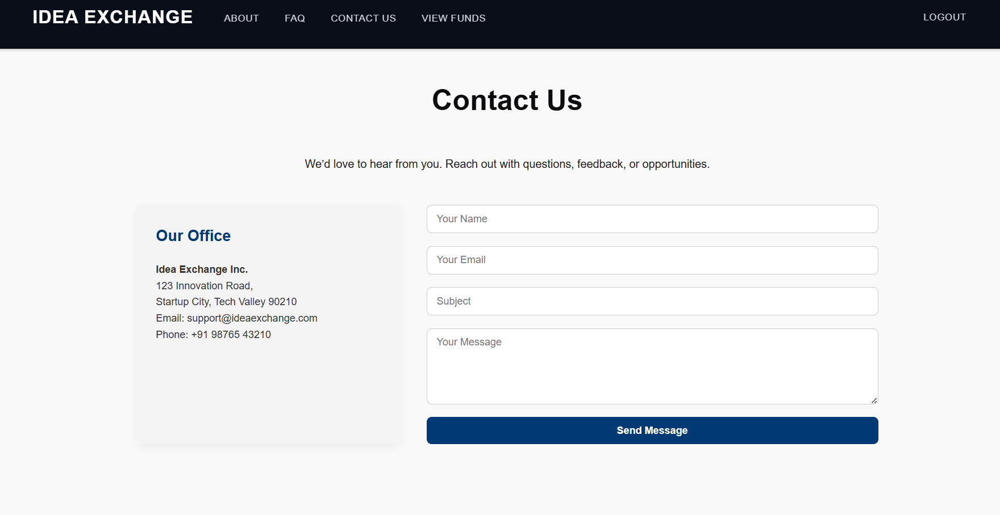 IDEA EXCHANGE
ABOUT
FAQ
CONTACT US
VIEW FUNDS
LOGOUT
Contact Us
We’d love to hear from you. Reach out with questions, feedback, or opportunities.
Our Office
Idea Exchange Inc.
123 Innovation Road,
Startup City, Tech Valley 90210
Email: support@ideaexchange.com
Phone: +91 98765 43210
Your Name
Your Email
Subject
Your Message
Send Message